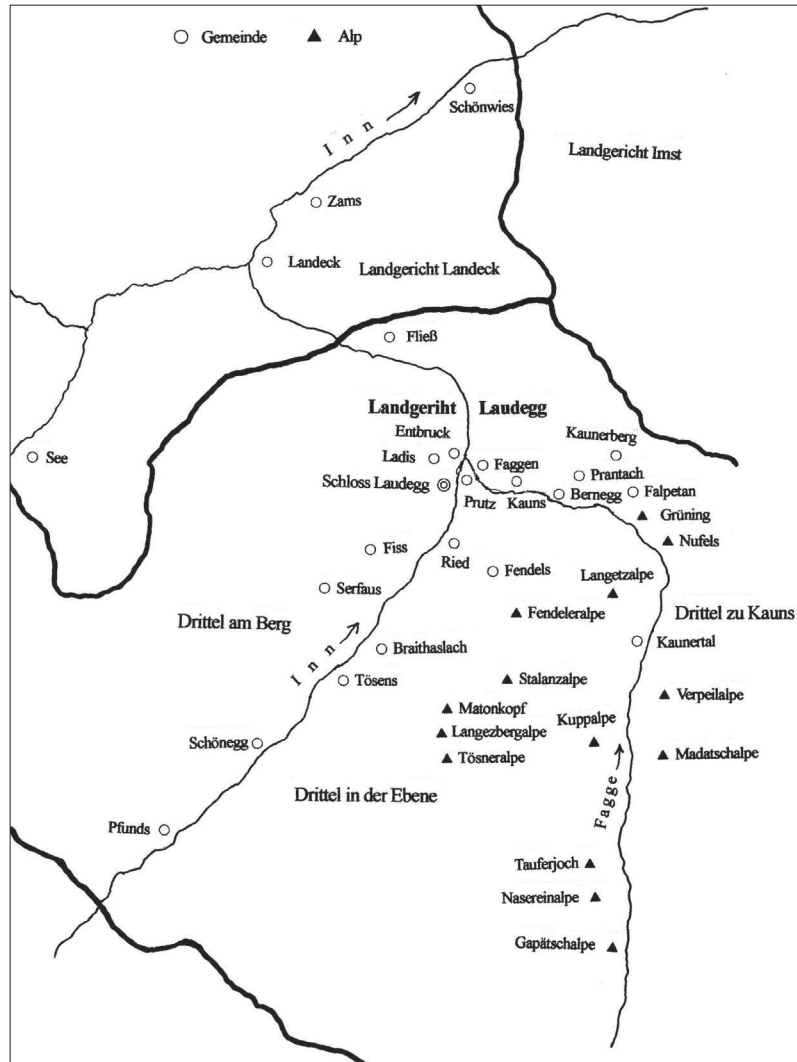 Gemeinde
Alp
Inn
Schönwies
Landgericht Imst
Zams
Landeck
Landgericht Landeck
Fließ
Landgeriht Laudegg
Entbruck
Kaunerberg
See
Ladis
Faggen
Prantach
Schloss Laudegg
Prutz
Kauns
Bernegg
Falpetan
Grüning
Nufels
Fiss
Ried
Fendels
Langetzalpe
Serfaus
Drittel am Berg
Fendeleralpe
Drittel zu Kauns
Inn
Braithaslach
Kaunertal
Tösens
Stalanzalpe
Verpeilalpe
Matonkopf
Kuppalpe
Langezbergalpe
Schönegg
Tösneralpe
Madatschalpe
Drittel in der Ebene
Fagge
Pfunds
Tauferjoch
Nasereinalpe
Gapätschalpe